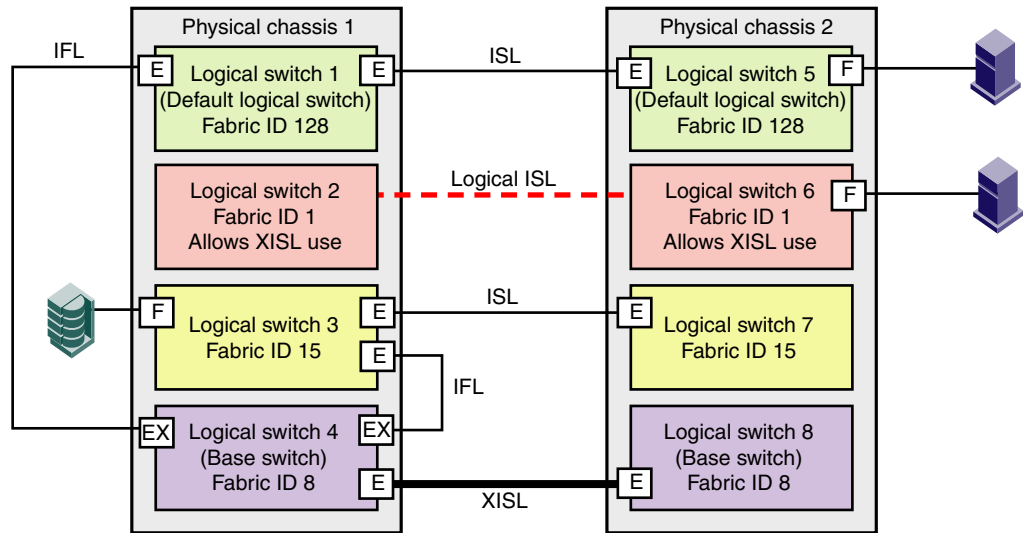 Physical chassis 1
Physical chassis 2
IFL
E
Logical switch 1
(Default logical switch)
Fabric ID 128
E
ISL
E
Logical switch 5
(Default logical switch)
Fabric ID 128
F
Logical switch 2
Fabric ID 1
Allows XISL use
Logical ISL
Logical switch 6
Fabric ID 1
Allows XISL use
F
F
Logical switch 3
Fabric ID 15
E
E
ISL
E
Logical switch 7
Fabric ID 15
IFL
EX
Logical switch 4
(Base switch)
Fabric ID 8
EX
E
XISL
E
Logical switch 8
(Base switch)
Fabric ID 8